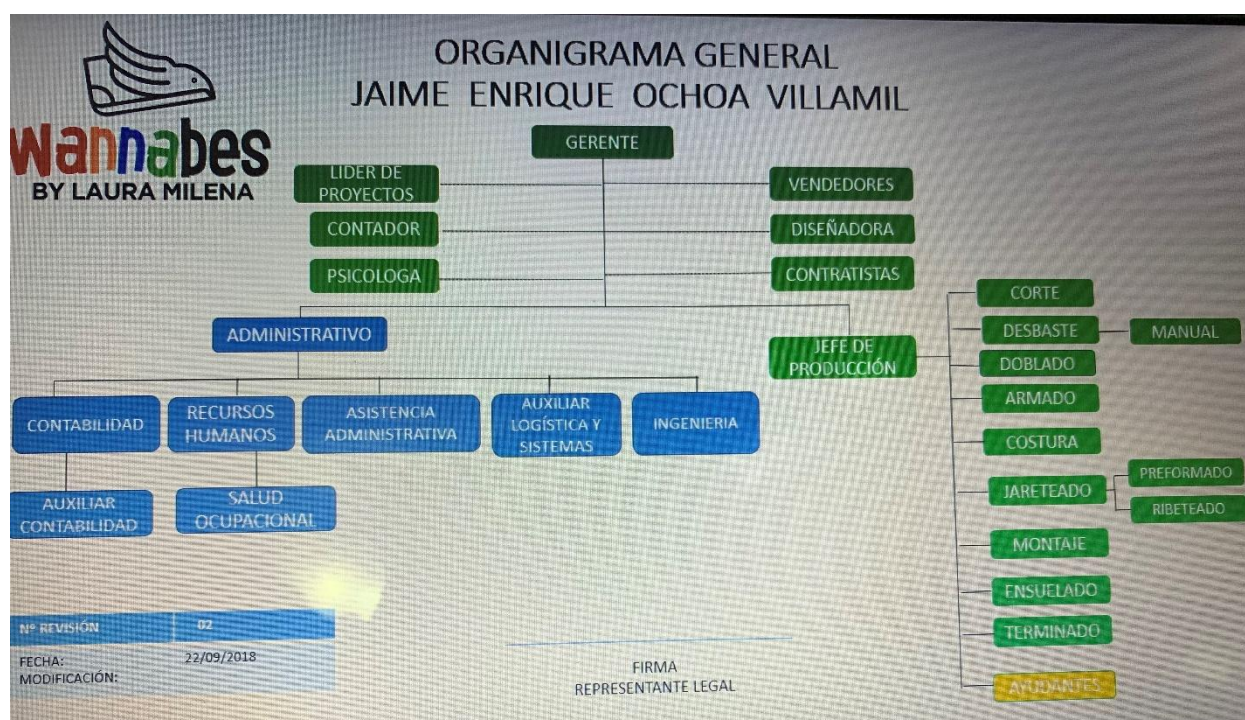 ORGANIGRAMA GENERAL
JAIME ENRIQUE OCHOA VILLAMIL
wannabes
BY LAURA MILENA
GERENTE
LIDER DE
PROYECTOS
VENDEDORES
CONTADOR
DISEÑADORA
PSICOLOGA
CONTRATISTAS
ADMINISTRATIVO
JEFE DE
PRODUCCIÓN
CONTABILIDAD
RECURSOS
HUMANOS
ASISTENCIA
ADMINISTRATIVA
AUXILIAR
LOGÍSTICA Y
SISTEMAS
INGENIERIA
AUXILIAR
CONTABILIDAD
SALUD
OCUPACIONAL
CORTE
DESBASTE
MANUAL
DOBLADO
ARMADO
COSTURA
JARETEADO
PREFORMADO
RIBETEADO
MONTAJE
ENSUELADO
TERMINADO
AYUDANTES
Nº REVISIÓN 02
FECHA: 22/09/2018
MODIFICACIÓN:
FIRMA
REPRESENTANTE LEGAL